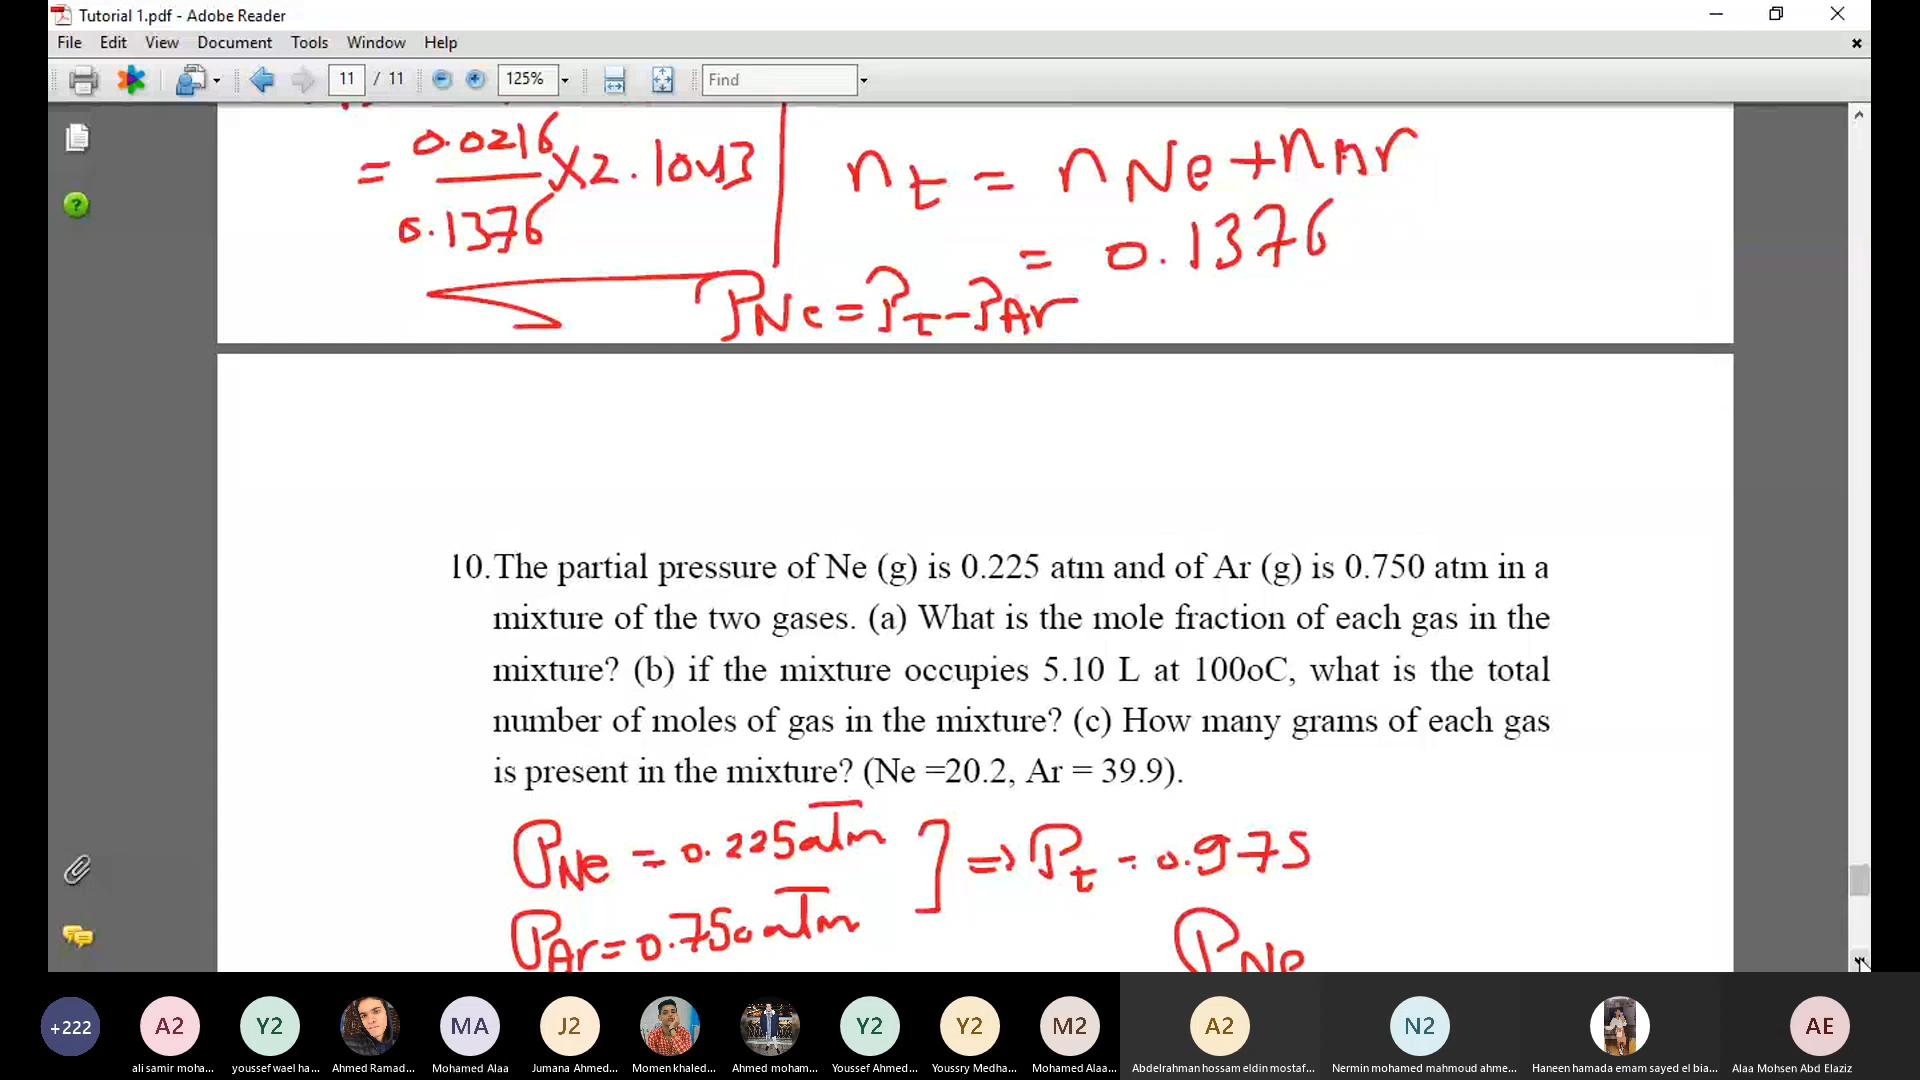 Tutorial 1.pdf - Adobe Reader
File Edit View Document Tools Window Help
11 / 11 125% Find
= 0.0216 / 0.1376 × 2.1043
nt = nNe + nAr
= 0.1376
PNe = Pt - PAr
10. The partial pressure of Ne (g) is 0.225 atm and of Ar (g) is 0.750 atm in a
mixture of the two gases. (a) What is the mole fraction of each gas in the
mixture? (b) if the mixture occupies 5.10 L at 100oC, what is the total
number of moles of gas in the mixture? (c) How many grams of each gas
is present in the mixture? (Ne =20.2, Ar = 39.9).
PNe = 0.225 atm ] => Pt = 0.975
PAr = 0.750 atm
PNe
+222 A2 Y2 MA J2 Y2 Y2 M2 A2 N2 AE
ali samir moha... youssef wael ha... Ahmed Ramad... Mohamed Alaa Jumana Ahmed... Momen khaled... Ahmed moham... Youssef Ahmed... Youssry Medha... Mohamed Alaa... Abdelrahman hossam eldin mostaf... Nermin mohamed mahmoud ahme... Haneen hamada emam sayed el bia... Alaa Mohsen Abd Elaziz